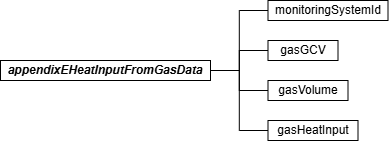 monitoringSystemId
gasGCV
appendixEHeatInputFromGasData
gasVolume
gasHeatInput